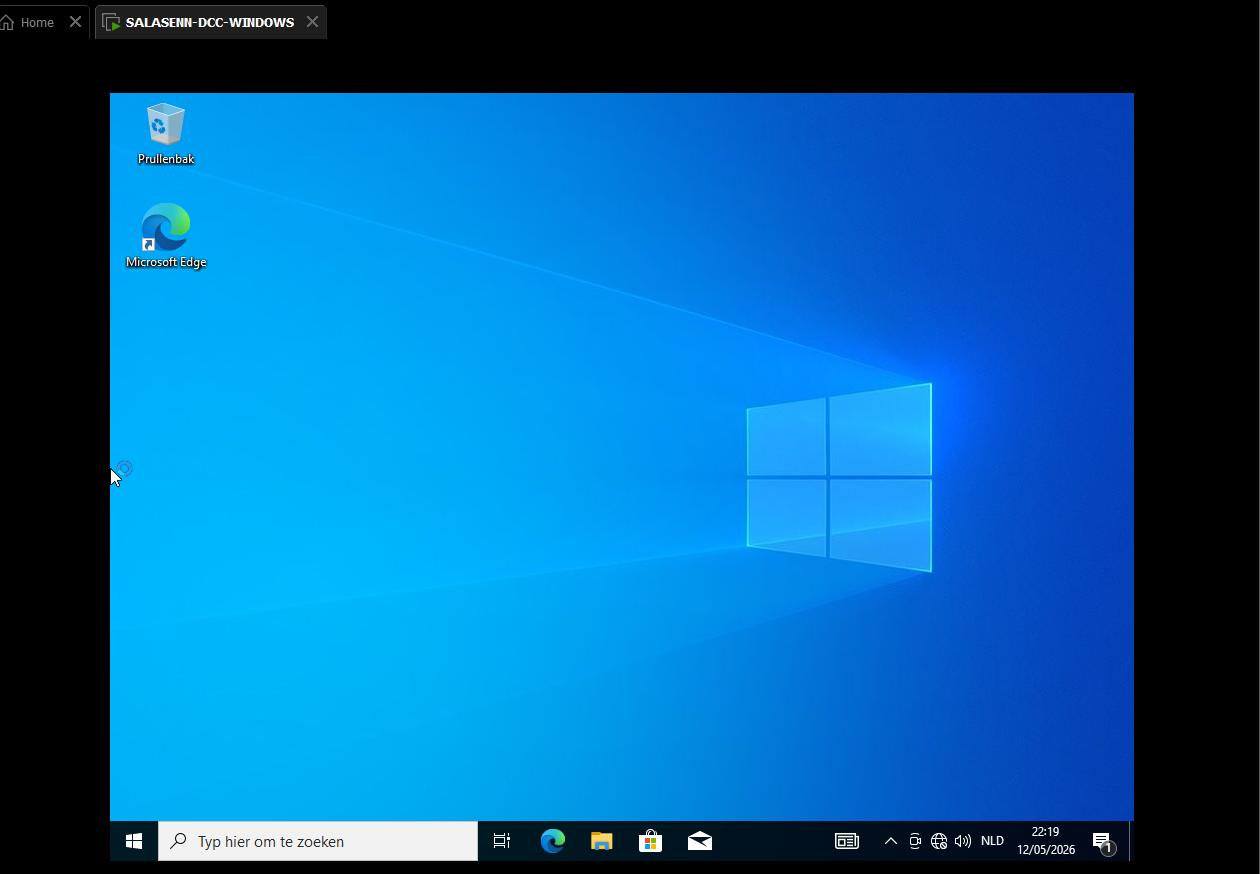 Home
SALASENN-DCC-WINDOWS
Prullenbak
Microsoft Edge
Typ hier om te zoeken
NLD
22:19
12/05/2026
1